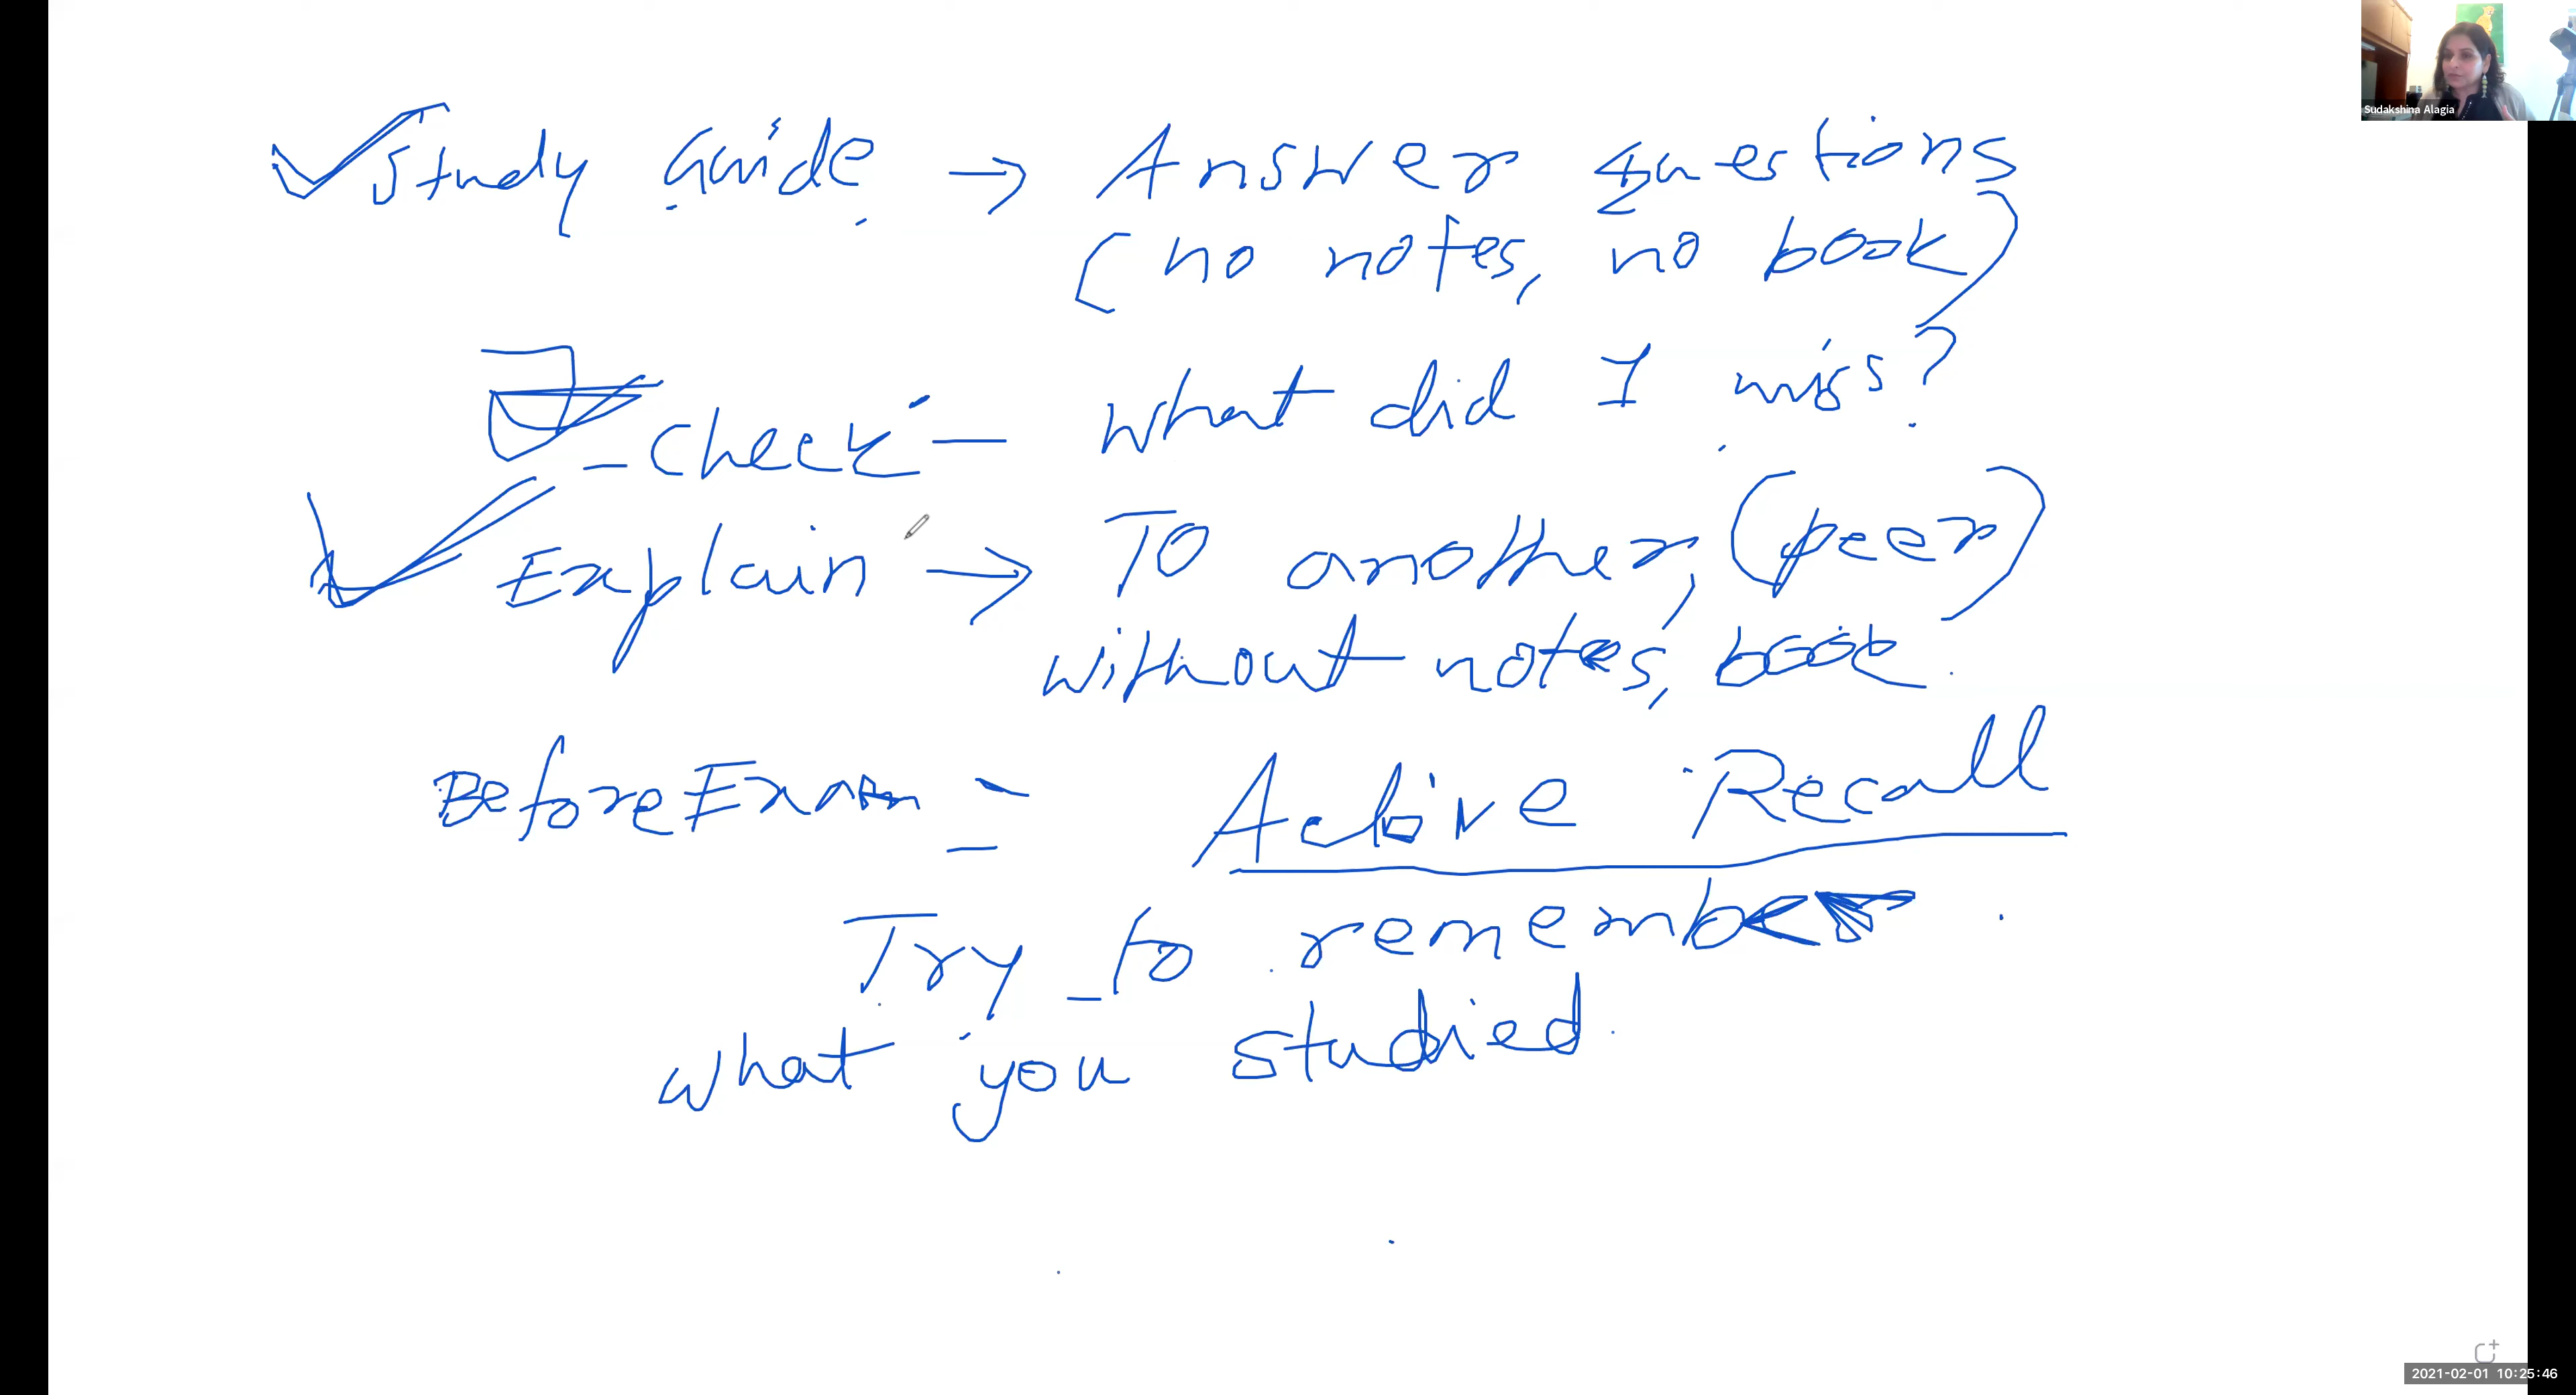 Sudakshina Alagia
Study Guide → Answer questions
(no notes, no book)
- Check - What did I miss?
Explain → To another, (peer)
without notes, book.
Before Exam = Active Recall
Try to remember
what you studied.
2021-02-01 10:25:46